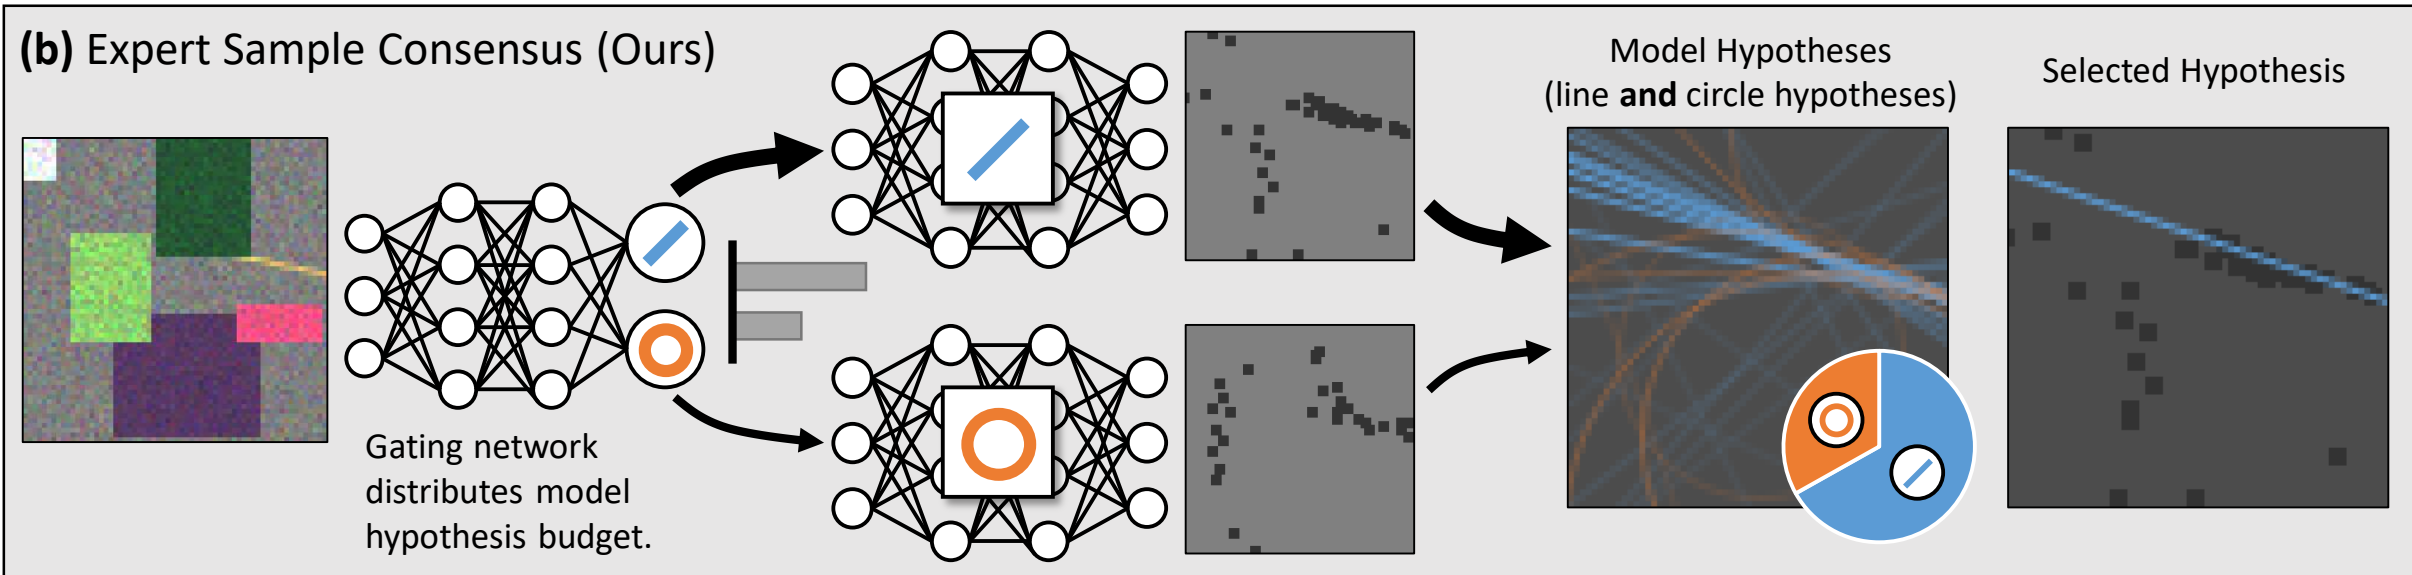 (b) Expert Sample Consensus (Ours)
Gating network
distributes model
hypothesis budget.
Model Hypotheses
(line and circle hypotheses)
Selected Hypothesis